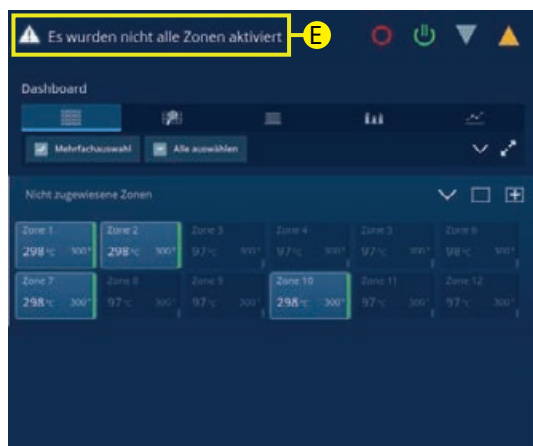 Es wurden nicht alle Zonen aktiviert
E
Dashboard
Mehrfachauswahl Alle auswählen
Nicht zugewiesene Zonen
Zone 1 Zone 2 Zone 3 Zone 4 Zone 6
298 °C 300° 298 °C 300° 97 °C 300° 97 °C 300° 97 °C 300° 98 °C 300°
Zone 7 Zone 8 Zone 9 Zone 10 Zone 11 Zone 12
298 °C 300° 97 °C 300° 97 °C 300° 298 °C 300° 97 °C 300° 97 °C 300°